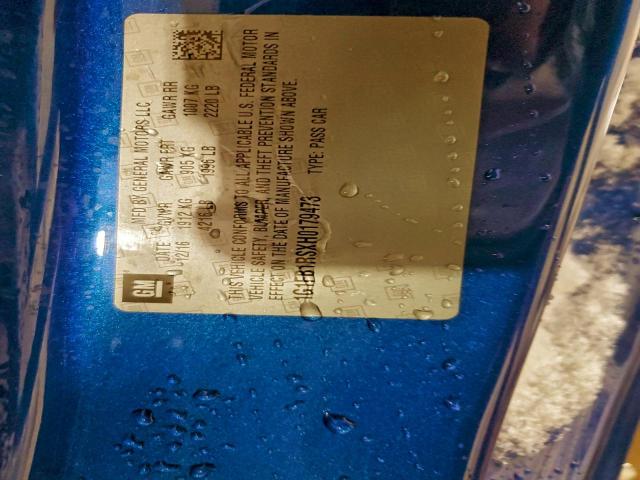 GM
MFD BY GENERAL MOTORS LLC
DATE GVWR GAWR FRT GAWR RR
12/16 1912 KG 905 KG 1007 KG
4216 LB 1996 LB 2220 LB
THIS VEHICLE CONFORMS TO ALL APPLICABLE U.S. FEDERAL MOTOR
VEHICLE SAFETY, BUMPER, AND THEFT PREVENTION STANDARDS IN
EFFECT ON THE DATE OF MANUFACTURE SHOWN ABOVE.
TYPE: PASS CAR